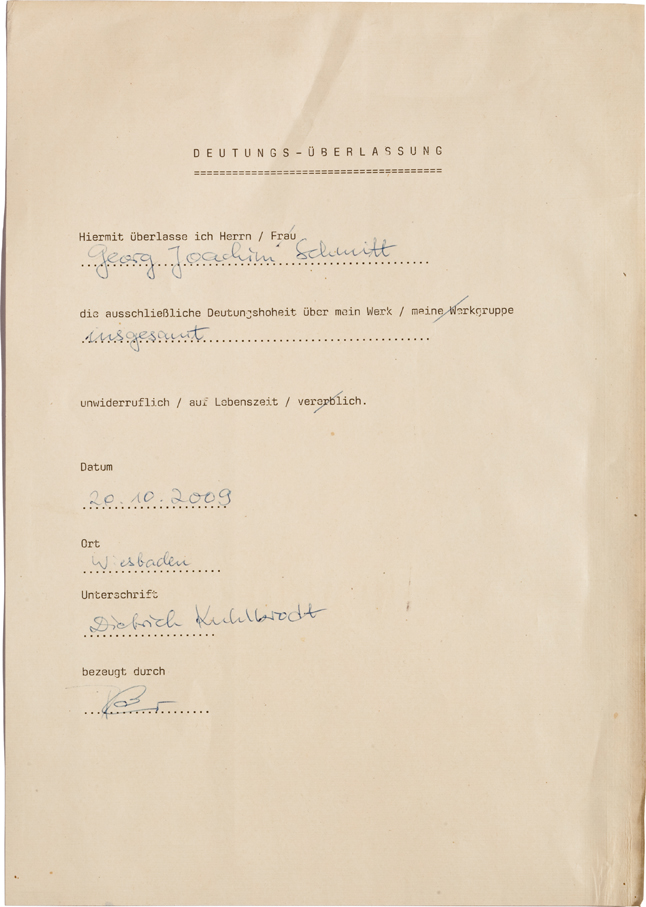 DEUTUNGS-ÜBERLASSUNG
=======================================
Hiermit überlasse ich Herrn / Frau
Georg Joachim Schmitt
die ausschließliche Deutungshoheit über mein Werk / meine Werkgruppe
insgesamt
unwiderruflich / auf Lebenszeit / vererblich.
Datum
20.10.2009
Ort
Wiesbaden
Unterschrift
Dietrich Kuhlbrodt
bezeugt durch